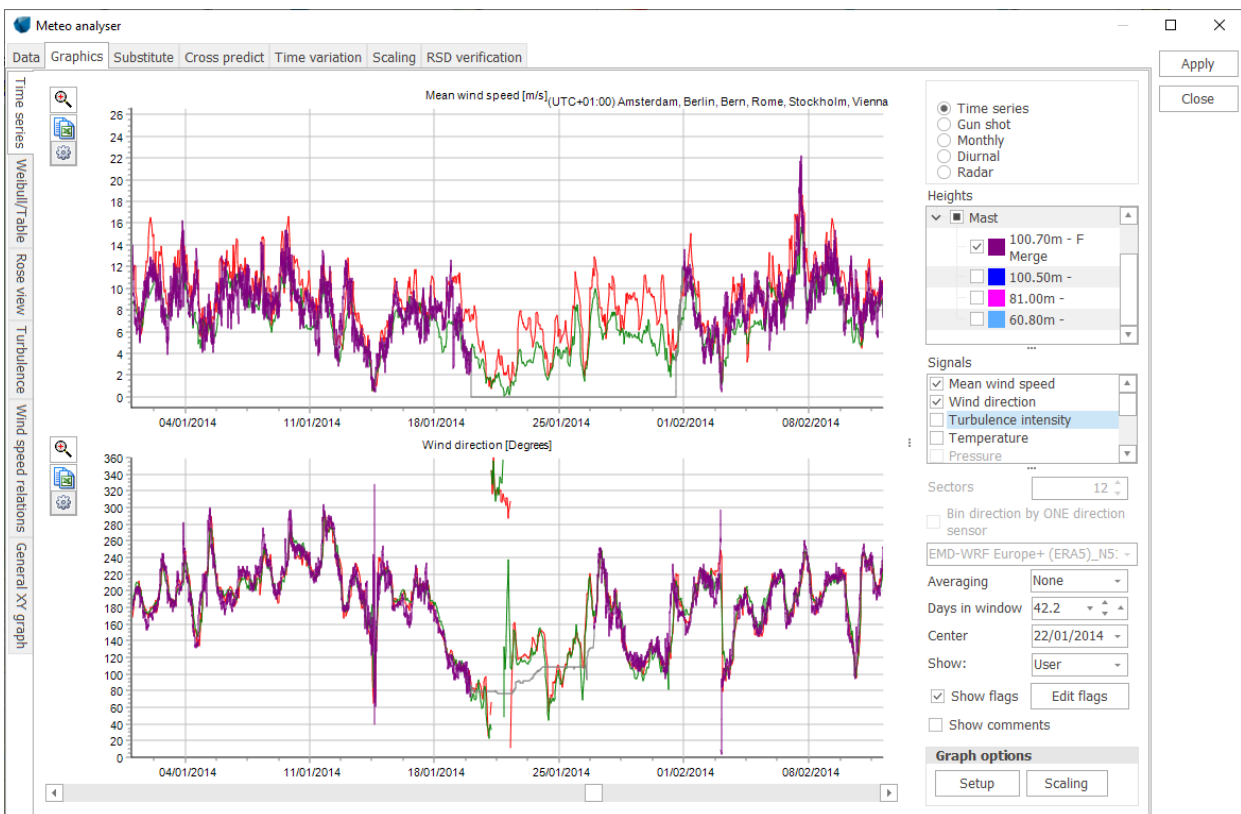 Meteo analyser
Data Graphics Substitute Cross predict Time variation Scaling RSD verification
Apply
Close
Time series
Weibull/Table
Rose view
Turbulence
Wind speed relations
General XY graph
Mean wind speed [m/s] (UTC+01:00) Amsterdam, Berlin, Bern, Rome, Stockholm, Vienna
26
24
22
20
18
16
14
12
10
8
6
4
2
0
04/01/2014 11/01/2014 18/01/2014 25/01/2014 01/02/2014 08/02/2014
Wind direction [Degrees]
360
340
320
300
280
260
240
220
200
180
160
140
120
100
80
60
40
20
0
04/01/2014 11/01/2014 18/01/2014 25/01/2014 01/02/2014 08/02/2014
Time series
Gun shot
Monthly
Diurnal
Radar
Heights
Mast
100.70m - F
Merge
100.50m -
81.00m -
60.80m -
Signals
Mean wind speed
Wind direction
Turbulence intensity
Temperature
Pressure
Sectors 12
Bin direction by ONE direction
sensor
EMD-WRF Europe+ (ERA5)_N5
Averaging None
Days in window 42.2
Center 22/01/2014
Show: User
Show flags Edit flags
Show comments
Graph options
Setup Scaling